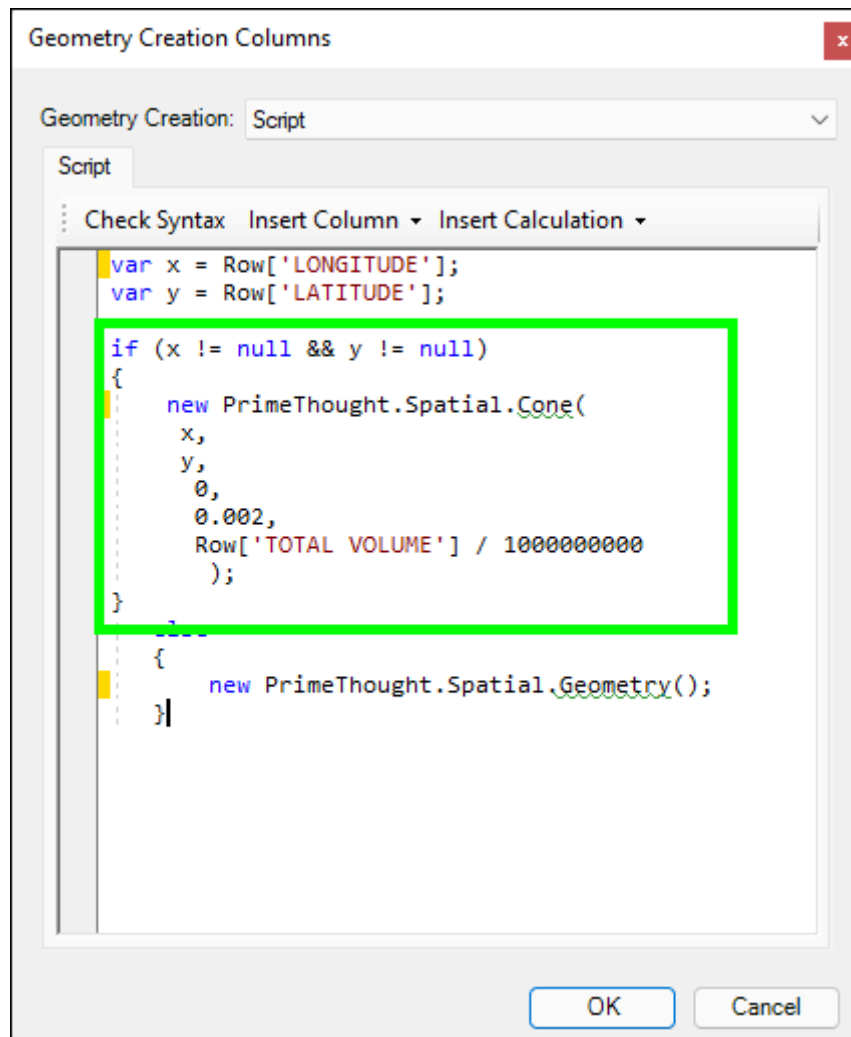 Geometry Creation Columns
x
Geometry Creation: Script
Script
Check Syntax Insert Column Insert Calculation
var x = Row['LONGITUDE'];
var y = Row['LATITUDE'];
if (x != null && y != null)
{
new PrimeThought.Spatial.Cone(
x,
y,
0,
0.002,
Row['TOTAL VOLUME'] / 1000000000
);
}
else
{
new PrimeThought.Spatial.Geometry();
}
OK Cancel